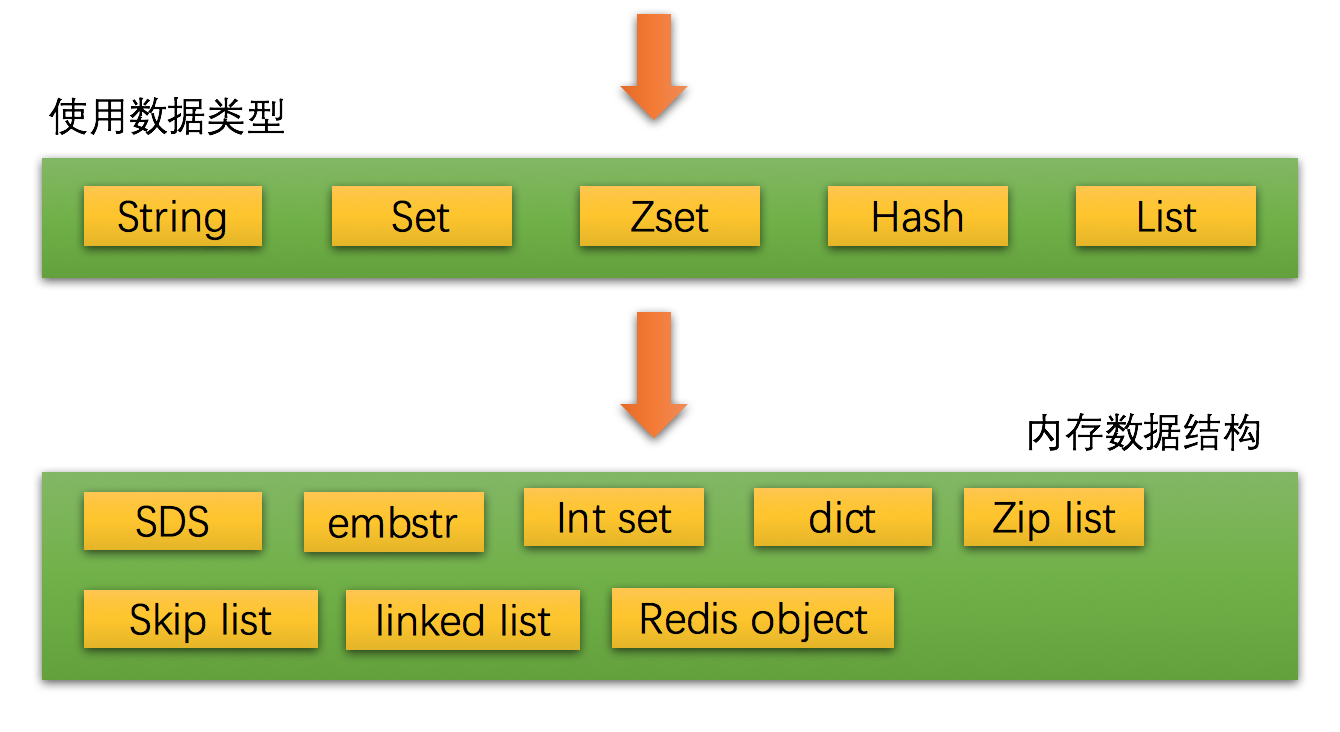 使用数据类型
String Set Zset Hash List
内存数据结构
SDS embstr Int set dict Zip list
Skip list linked list Redis object